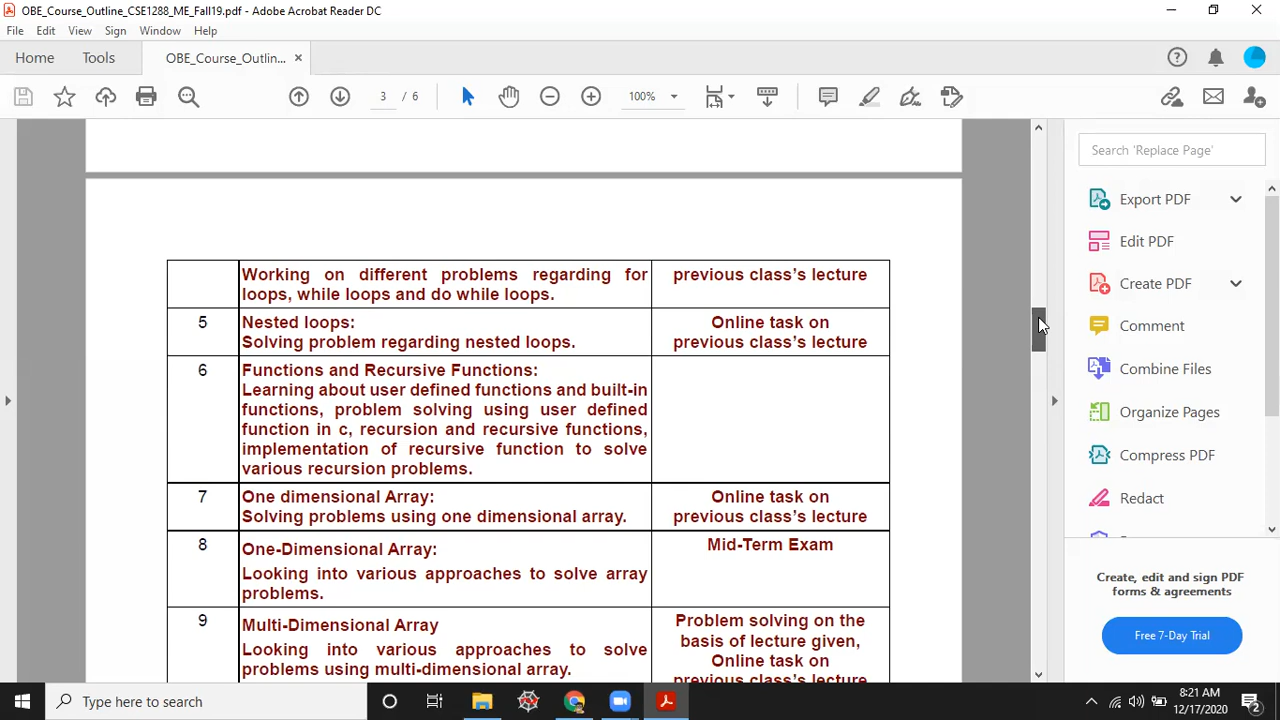 OBE_Course_Outline_CSE1288_ME_Fall19.pdf - Adobe Acrobat Reader DC
File Edit View Sign Window Help
Home Tools OBE_Course_Outlin... ×
3 / 6 100%
Search 'Replace Page'
Export PDF
Edit PDF
Create PDF
Comment
Combine Files
Organize Pages
Compress PDF
Redact
Create, edit and sign PDF
forms & agreements
Free 7-Day Trial
Working on different problems regarding for
loops, while loops and do while loops.
previous class's lecture
5
Nested loops:
Solving problem regarding nested loops.
Online task on
previous class's lecture
6
Functions and Recursive Functions:
Learning about user defined functions and built-in
functions, problem solving using user defined
function in c, recursion and recursive functions,
implementation of recursive function to solve
various recursion problems.
7
One dimensional Array:
Solving problems using one dimensional array.
Online task on
previous class's lecture
8
One-Dimensional Array:
Looking into various approaches to solve array
problems.
Mid-Term Exam
9
Multi-Dimensional Array
Looking into various approaches to solve
problems using multi-dimensional array.
Problem solving on the
basis of lecture given,
Online task on
previous class's lecture
Type here to search
8:21 AM
12/17/2020
2